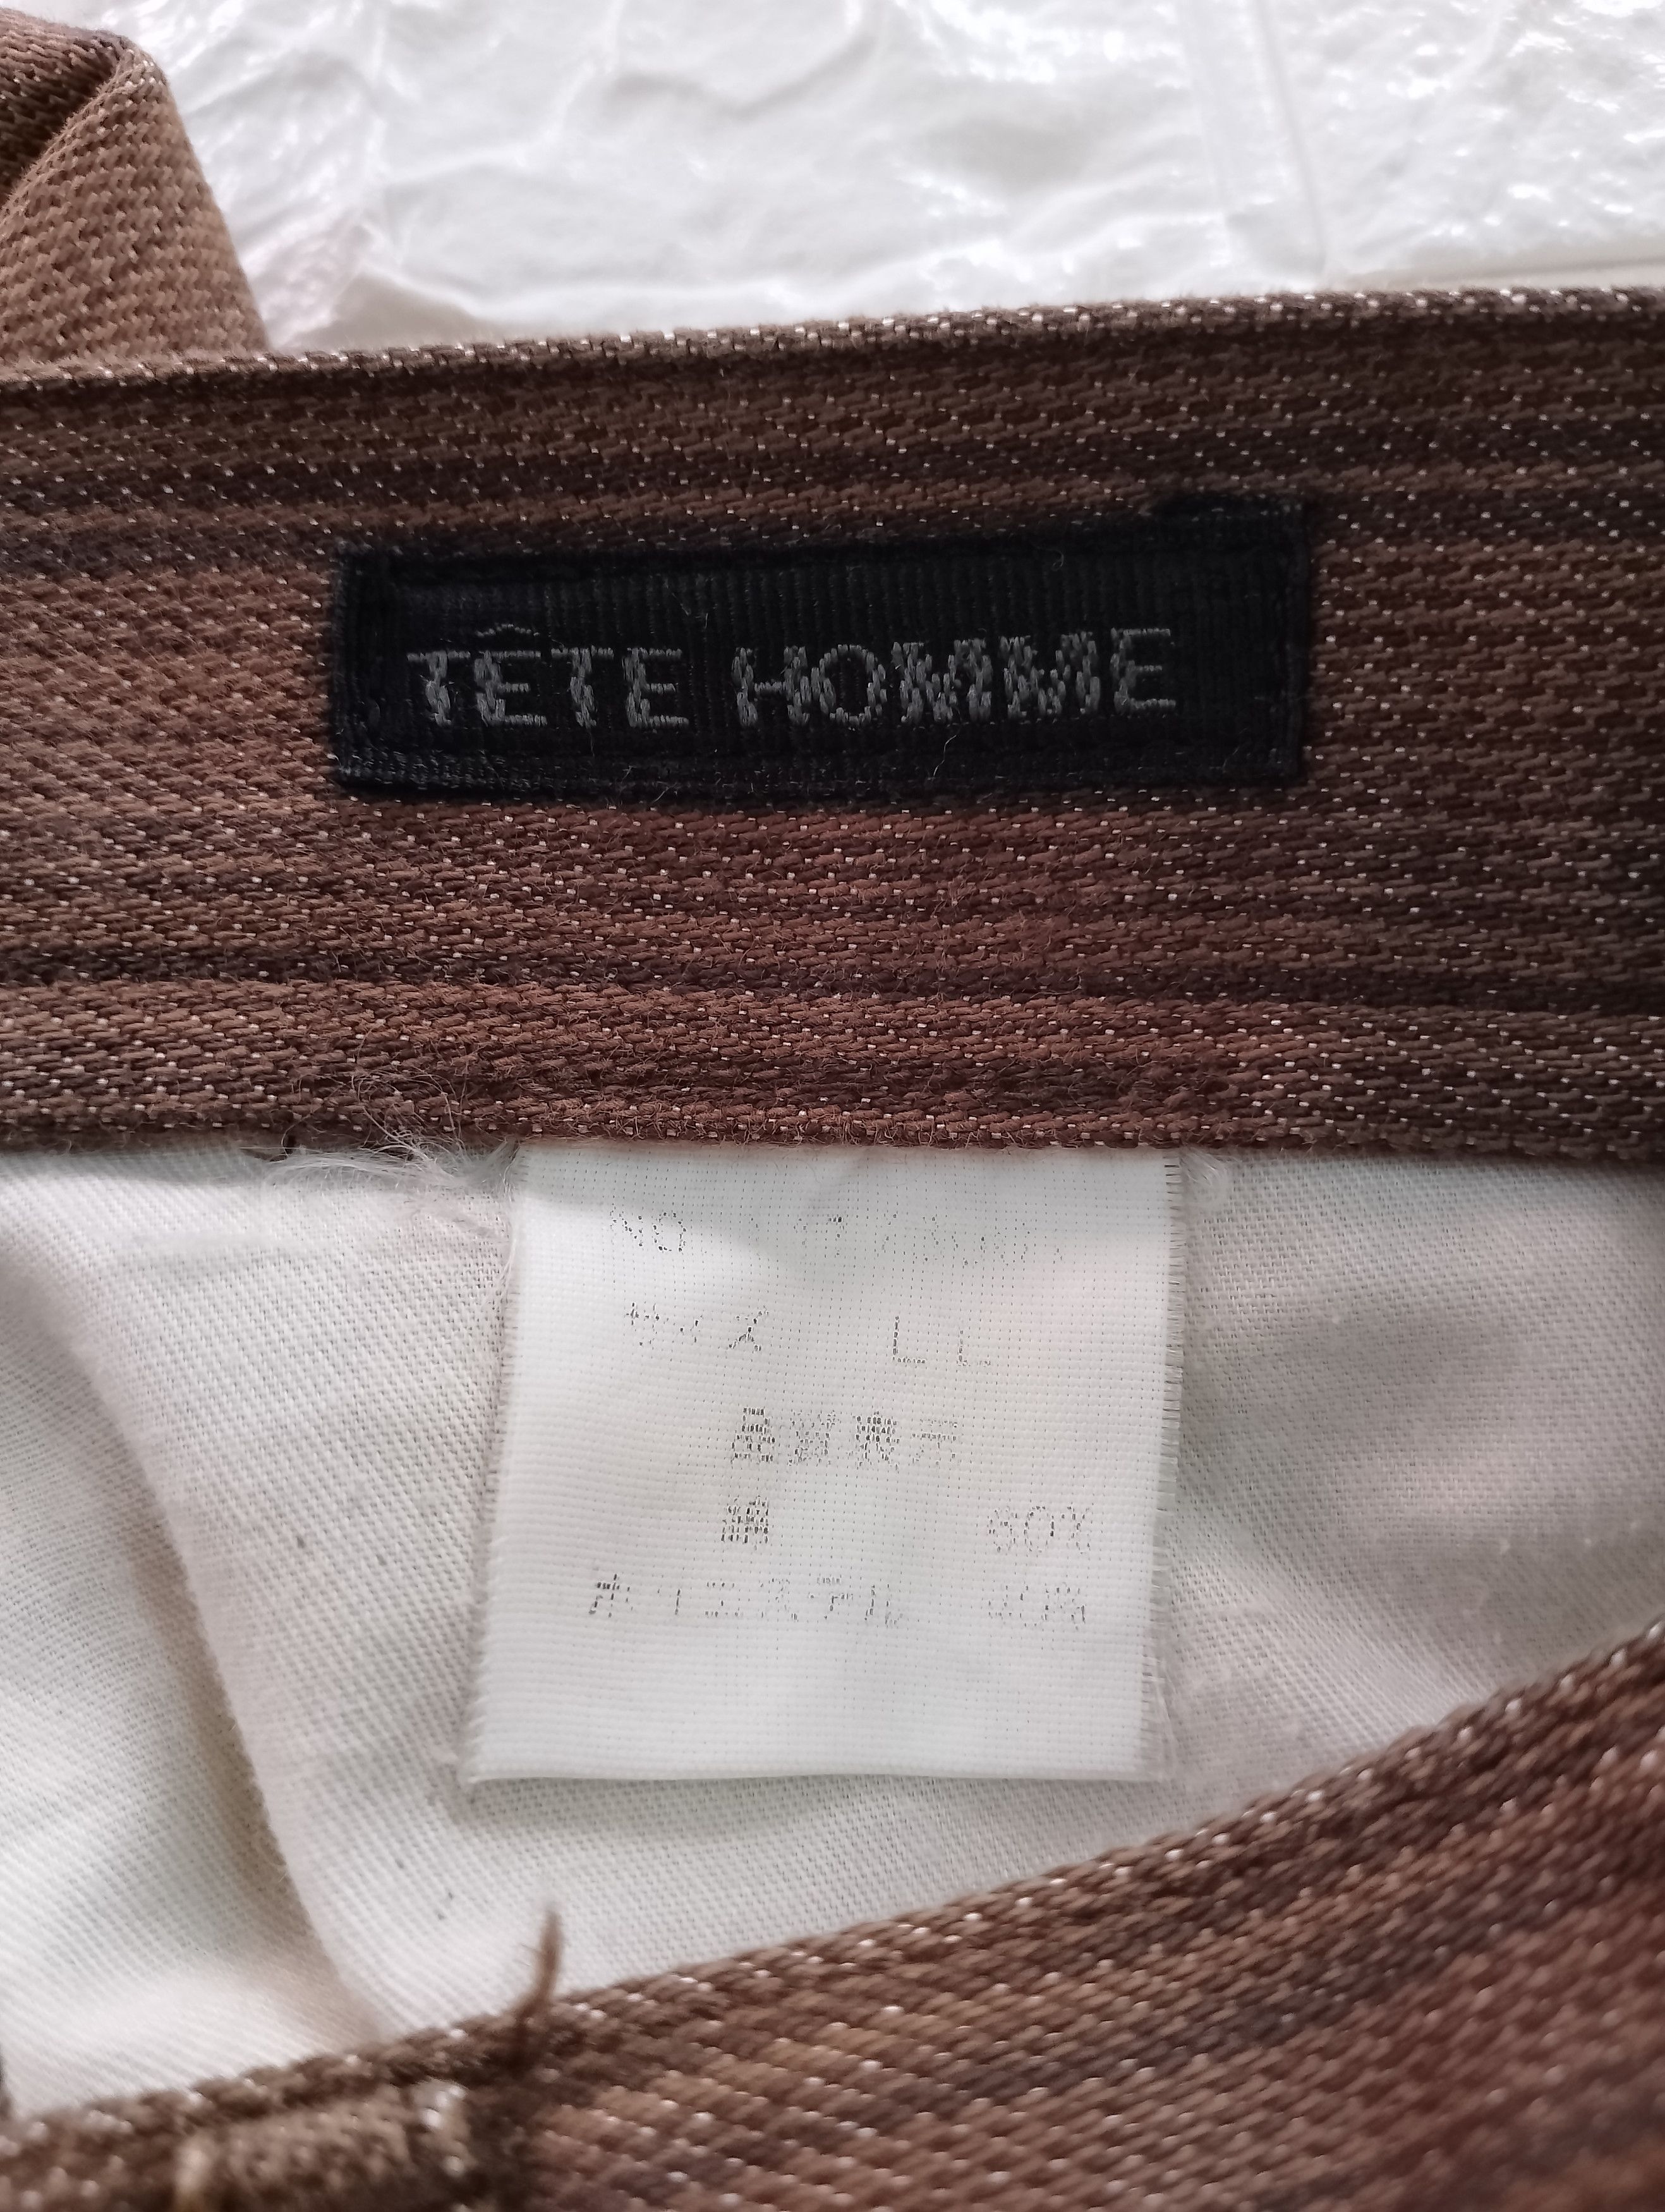 TÊTE HOMME
NO
サイズ LL
品質表示
綿 60%
ポリエステル 40%